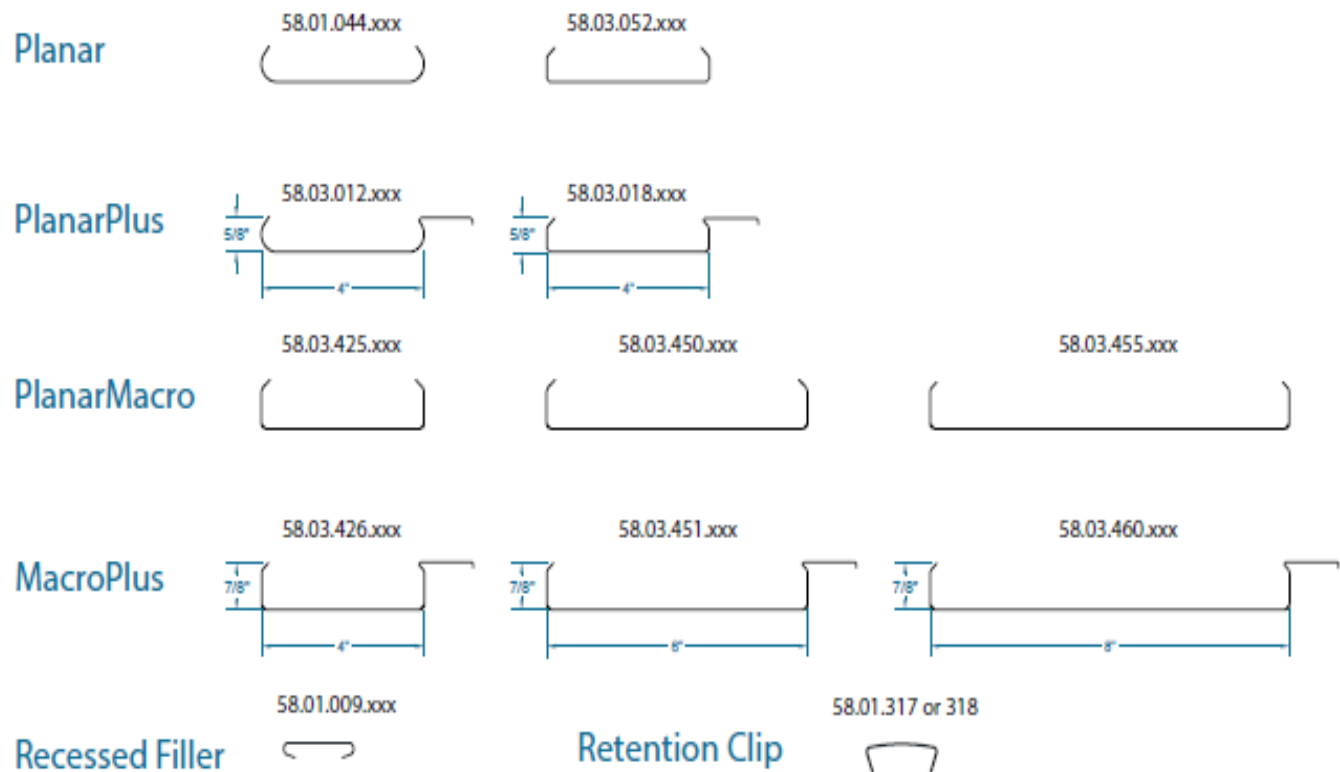 58.01.044.xxx 58.03.052.xxx
Planar
58.03.012.xxx 58.03.018.xxx
PlanarPlus
5/8" 5/8"
4" 4"
58.03.425.xxx 58.03.450.xxx 58.03.455.xxx
PlanarMacro
58.03.426.xxx 58.03.451.xxx 58.03.460.xxx
MacroPlus
7/8" 7/8" 7/8"
4" 6" 8"
58.01.009.xxx 58.01.317 or 318
Recessed Filler Retention Clip